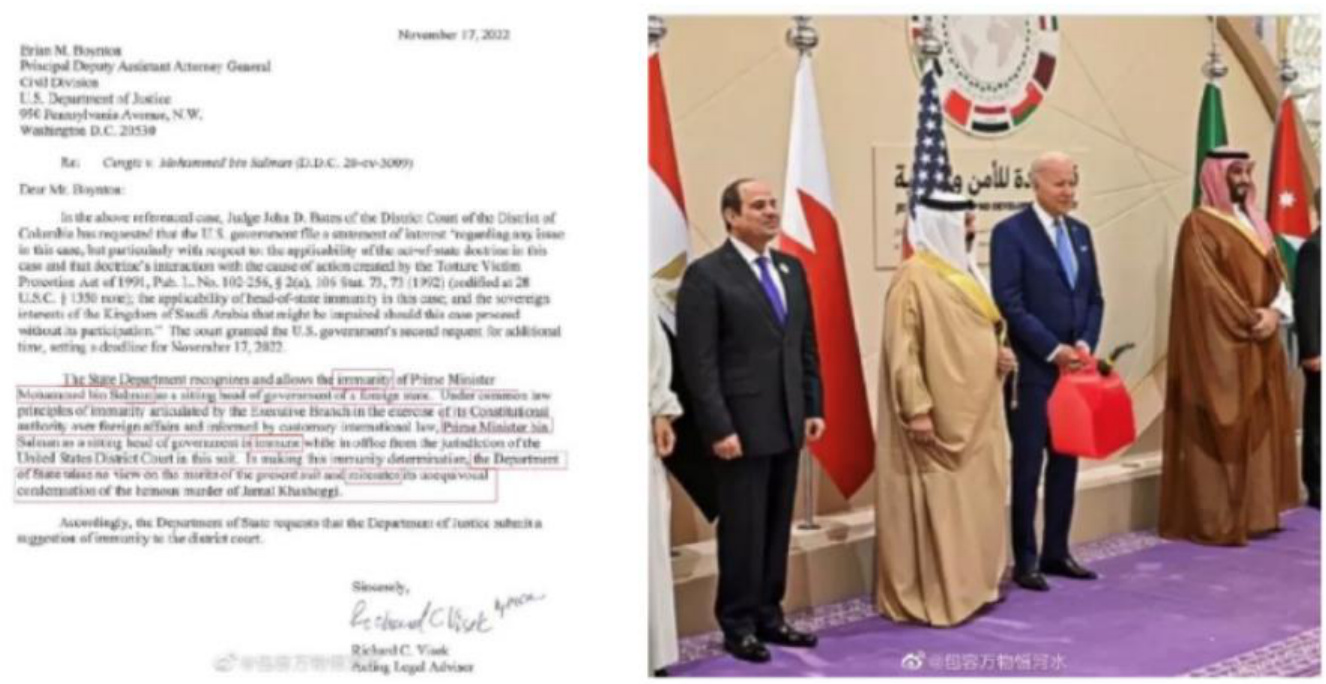 November 17, 2022
Brian M. Boynton
Principal Deputy Assistant Attorney General
Civil Division
U.S. Department of Justice
950 Pennsylvania Avenue, N.W.
Washington D.C. 20530
Re: Cengiz v. Mohammed bin Salman (D.D.C. 20-cv-3009)
Dear Mr. Boynton:
In the above referenced case, Judge John D. Bates of the District Court of the District of
Columbia has requested that the U.S. government file a statement of interest "regarding any issue
in this case, but particularly with respect to: the applicability of the act-of-state doctrine in this
case and that doctrine's interaction with the cause of action created by the Torture Victim
Protection Act of 1991, Pub. L. No. 102-256, § 2(a), 106 Stat. 73, 73 (1992) (codified at 28
U.S.C. § 1350 note); the applicability of head-of-state immunity in this case; and the sovereign
interests of the Kingdom of Saudi Arabia that might be impaired should this case proceed
without its participation." The court granted the U.S. government's second request for additional
time, setting a deadline for November 17, 2022.
The State Department recognizes and allows the immunity of Prime Minister
Mohammed bin Salman as a sitting head of government of a foreign state. Under common law
principles of immunity articulated by the Executive Branch in the exercise of its Constitutional
authority over foreign affairs and informed by customary international law, Prime Minister bin
Salman as a sitting head of government is immune while in office from the jurisdiction of the
United States District Court in this suit. In making this immunity determination, the Department
of State takes no view on the merits of the present suit and reiterates its unequivocal
condemnation of the heinous murder of Jamal Khashoggi.
Accordingly, the Department of State requests that the Department of Justice submit a
suggestion of immunity to the district court.
Sincerely,
Richard C. Visek
Richard C. Visek
Acting Legal Adviser
@包容万物恒
دة للأمن و
AND DEVELOPME
@包容万物恒河水